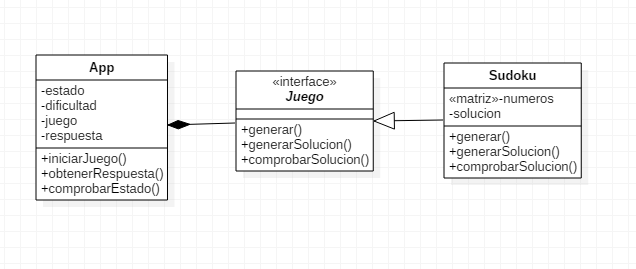 App
-estado
-dificultad
-juego
-respuesta
+iniciarJuego()
+obtenerRespuesta()
+comprobarEstado()
«interface»
Juego
+generar()
+generarSolucion()
+comprobarSolucion()
Sudoku
«matriz»-numeros
-solucion
+generar()
+generarSolucion()
+comprobarSolucion()